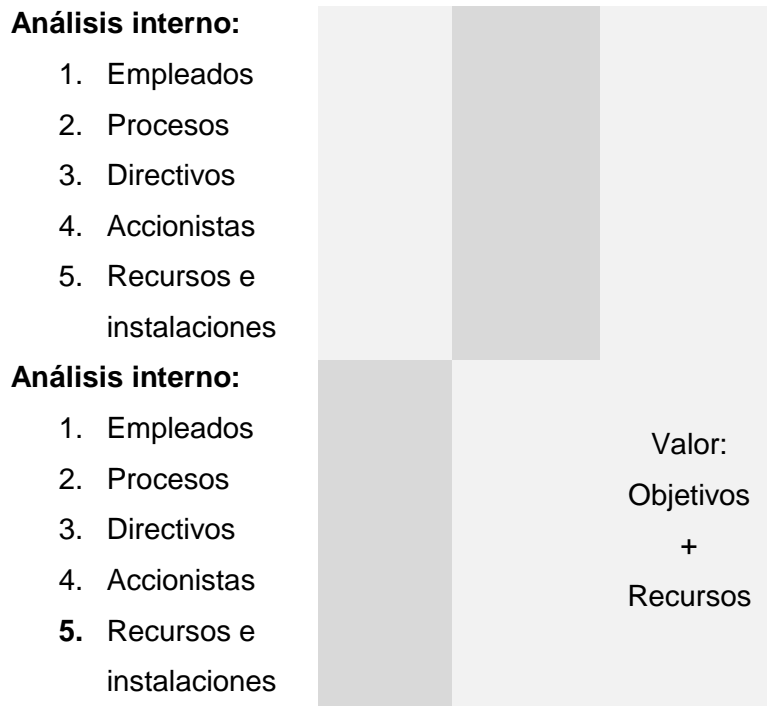 Análisis interno:
1. Empleados
2. Procesos
3. Directivos
4. Accionistas
5. Recursos e
instalaciones
Análisis interno:
1. Empleados
2. Procesos
3. Directivos
4. Accionistas
5. Recursos e
instalaciones
Valor:
Objetivos
+
Recursos